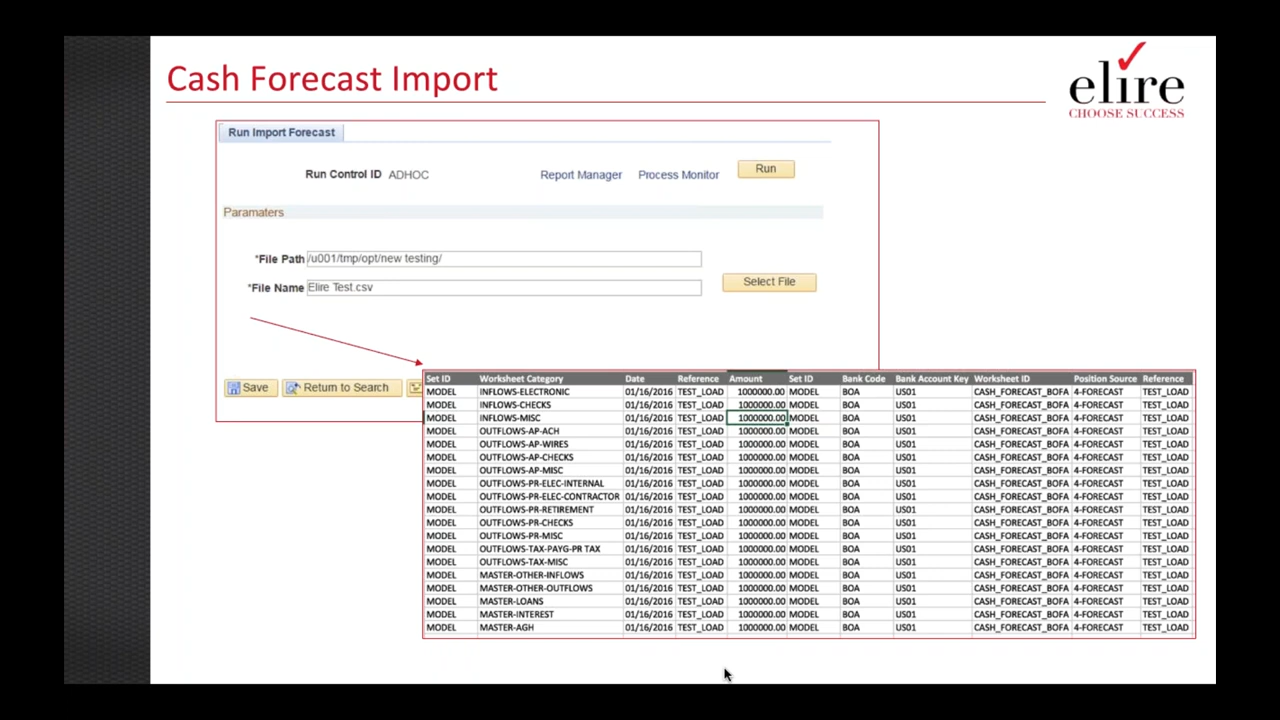 Cash Forecast Import
elire
CHOOSE SUCCESS
Run Import Forecast
Run Control ID ADHOC Report Manager Process Monitor Run
Paramaters
*File Path /u001/tmp/opt/new testing/
*File Name Elire Test.csv Select File
Save Return to Search
Set ID Worksheet Category Date Reference Amount Set ID Bank Code Bank Account Key Worksheet ID Position Source Reference
MODEL INFLOWS-ELECTRONIC 01/16/2016 TEST_LOAD 1000000.00 MODEL BOA US01 CASH_FORECAST_BOFA 4-FORECAST TEST_LOAD
MODEL INFLOWS-CHECKS 01/16/2016 TEST_LOAD 1000000.00 MODEL BOA US01 CASH_FORECAST_BOFA 4-FORECAST TEST_LOAD
MODEL INFLOWS-MISC 01/16/2016 TEST_LOAD 1000000.00 MODEL BOA US01 CASH_FORECAST_BOFA 4-FORECAST TEST_LOAD
MODEL OUTFLOWS-AP-ACH 01/16/2016 TEST_LOAD 1000000.00 MODEL BOA US01 CASH_FORECAST_BOFA 4-FORECAST TEST_LOAD
MODEL OUTFLOWS-AP-WIRES 01/16/2016 TEST_LOAD 1000000.00 MODEL BOA US01 CASH_FORECAST_BOFA 4-FORECAST TEST_LOAD
MODEL OUTFLOWS-AP-CHECKS 01/16/2016 TEST_LOAD 1000000.00 MODEL BOA US01 CASH_FORECAST_BOFA 4-FORECAST TEST_LOAD
MODEL OUTFLOWS-AP-MISC 01/16/2016 TEST_LOAD 1000000.00 MODEL BOA US01 CASH_FORECAST_BOFA 4-FORECAST TEST_LOAD
MODEL OUTFLOWS-PR-ELEC-INTERNAL 01/16/2016 TEST_LOAD 1000000.00 MODEL BOA US01 CASH_FORECAST_BOFA 4-FORECAST TEST_LOAD
MODEL OUTFLOWS-PR-ELEC-CONTRACTOR 01/16/2016 TEST_LOAD 1000000.00 MODEL BOA US01 CASH_FORECAST_BOFA 4-FORECAST TEST_LOAD
MODEL OUTFLOWS-PR-RETIREMENT 01/16/2016 TEST_LOAD 1000000.00 MODEL BOA US01 CASH_FORECAST_BOFA 4-FORECAST TEST_LOAD
MODEL OUTFLOWS-PR-CHECKS 01/16/2016 TEST_LOAD 1000000.00 MODEL BOA US01 CASH_FORECAST_BOFA 4-FORECAST TEST_LOAD
MODEL OUTFLOWS-PR-MISC 01/16/2016 TEST_LOAD 1000000.00 MODEL BOA US01 CASH_FORECAST_BOFA 4-FORECAST TEST_LOAD
MODEL OUTFLOWS-TAX-PAYG-PR TAX 01/16/2016 TEST_LOAD 1000000.00 MODEL BOA US01 CASH_FORECAST_BOFA 4-FORECAST TEST_LOAD
MODEL OUTFLOWS-TAX-MISC 01/16/2016 TEST_LOAD 1000000.00 MODEL BOA US01 CASH_FORECAST_BOFA 4-FORECAST TEST_LOAD
MODEL MASTER-OTHER-INFLOWS 01/16/2016 TEST_LOAD 1000000.00 MODEL BOA US01 CASH_FORECAST_BOFA 4-FORECAST TEST_LOAD
MODEL MASTER-OTHER-OUTFLOWS 01/16/2016 TEST_LOAD 1000000.00 MODEL BOA US01 CASH_FORECAST_BOFA 4-FORECAST TEST_LOAD
MODEL MASTER-LOANS 01/16/2016 TEST_LOAD 1000000.00 MODEL BOA US01 CASH_FORECAST_BOFA 4-FORECAST TEST_LOAD
MODEL MASTER-INTEREST 01/16/2016 TEST_LOAD 1000000.00 MODEL BOA US01 CASH_FORECAST_BOFA 4-FORECAST TEST_LOAD
MODEL MASTER-AGH 01/16/2016 TEST_LOAD 1000000.00 MODEL BOA US01 CASH_FORECAST_BOFA 4-FORECAST TEST_LOAD